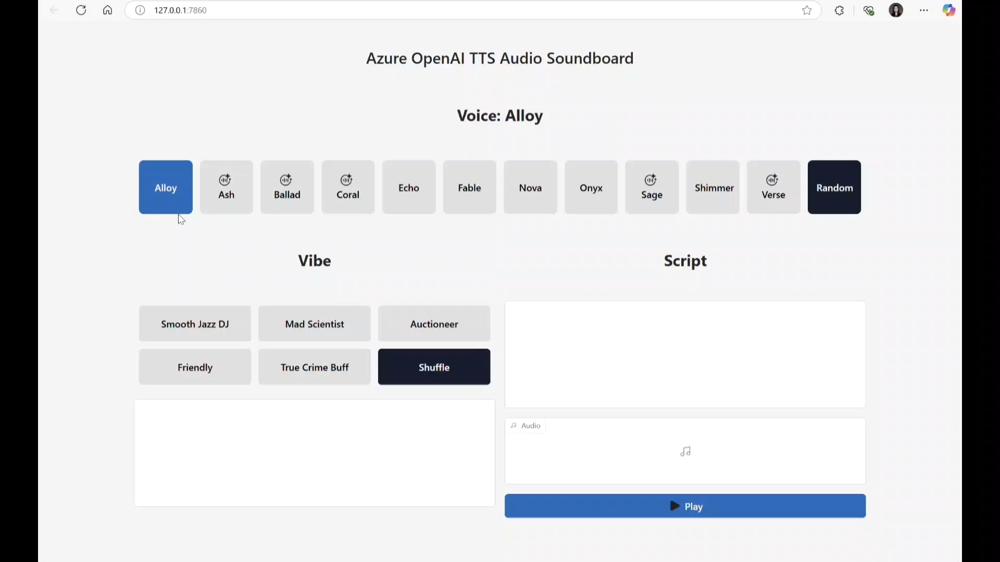 127.0.0.1:7860
Azure OpenAI TTS Audio Soundboard
Voice: Alloy
Alloy
Ash
Ballad
Coral
Echo
Fable
Nova
Onyx
Sage
Shimmer
Verse
Random
Vibe
Script
Smooth Jazz DJ
Mad Scientist
Auctioneer
Friendly
True Crime Buff
Shuffle
Audio
Play